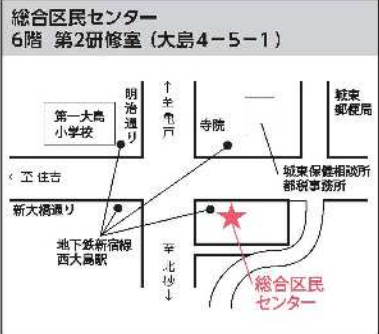 総合区民センター
6階 第2研修室（大島4－5－1）
↑至亀戸
明治通り
城東
郵便局
第一大島
小学校
寺院
城東保健相談所
都税事務所
＜ 至住吉
新大橋通り
地下鉄新宿線
西大島駅
至北砂↓
総合区民
センター